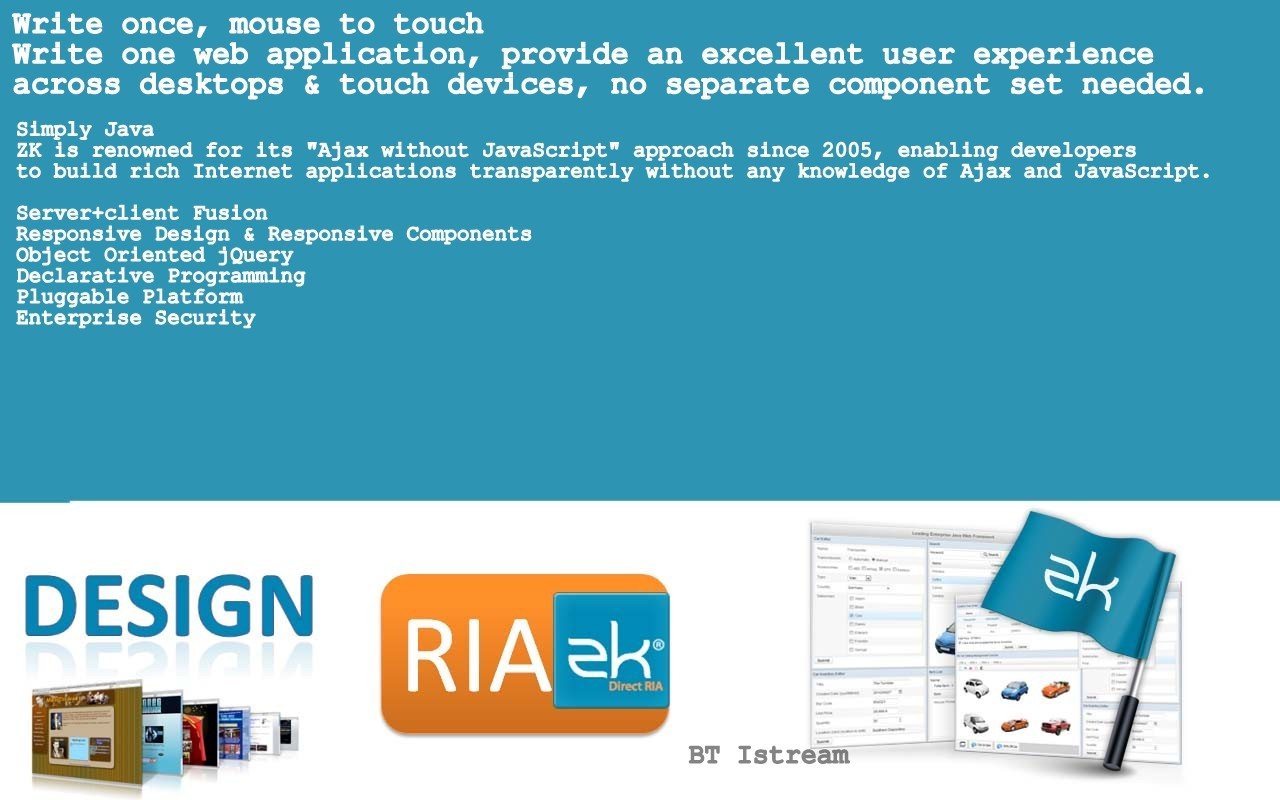 Write once, mouse to touch
Write one web application, provide an excellent user experience
across desktops & touch devices, no separate component set needed.
Simply Java
ZK is renowned for its "Ajax without JavaScript" approach since 2005, enabling developers
to build rich Internet applications transparently without any knowledge of Ajax and JavaScript.
Server+client Fusion
Responsive Design & Responsive Components
Object Oriented jQuery
Declarative Programming
Pluggable Platform
Enterprise Security
DESIGN
RIA
zk®
Direct RIA
Leading Enterprise Java Web Framework
zk
BT Istream